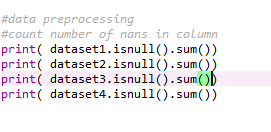 #data preprocessing
#count number of nans in column
print( dataset1.isnull().sum())
print( dataset2.isnull().sum())
print( dataset3.isnull().sum())
print( dataset4.isnull().sum())